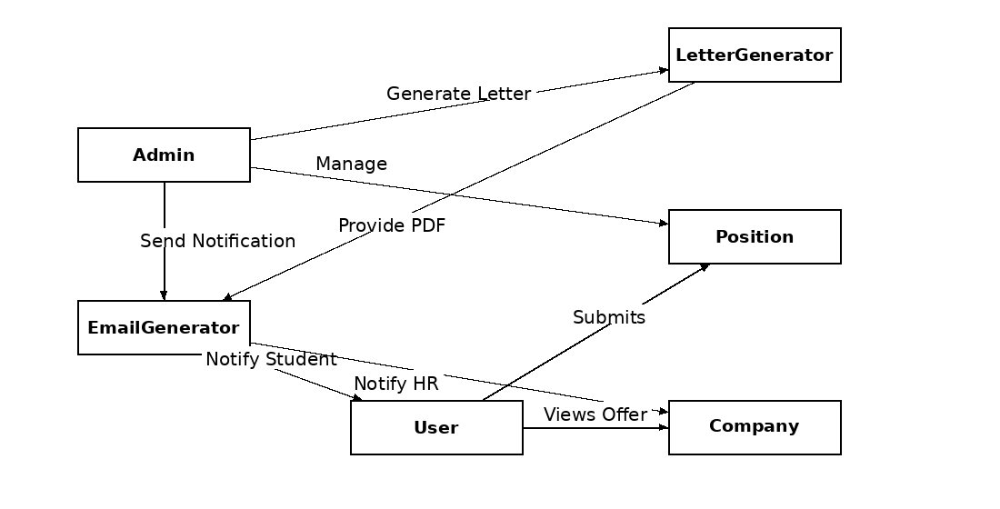 LetterGenerator
Generate Letter
Admin
Manage
Provide PDF
Position
Send Notification
Submits
EmailGenerator
Notify Student
Notify HR
Views Offer
User
Company